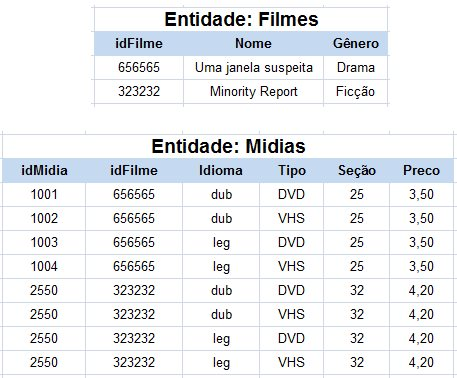 Entidade: Filmes
idFilme Nome Gênero
656565 Uma janela suspeita Drama
323232 Minority Report Ficção
Entidade: Midias
idMidia idFilme Idioma Tipo Seção Preco
1001 656565 dub DVD 25 3,50
1002 656565 dub VHS 25 3,50
1003 656565 leg DVD 25 3,50
1004 656565 leg VHS 25 3,50
2550 323232 dub DVD 32 4,20
2550 323232 dub VHS 32 4,20
2550 323232 leg DVD 32 4,20
2550 323232 leg VHS 32 4,20